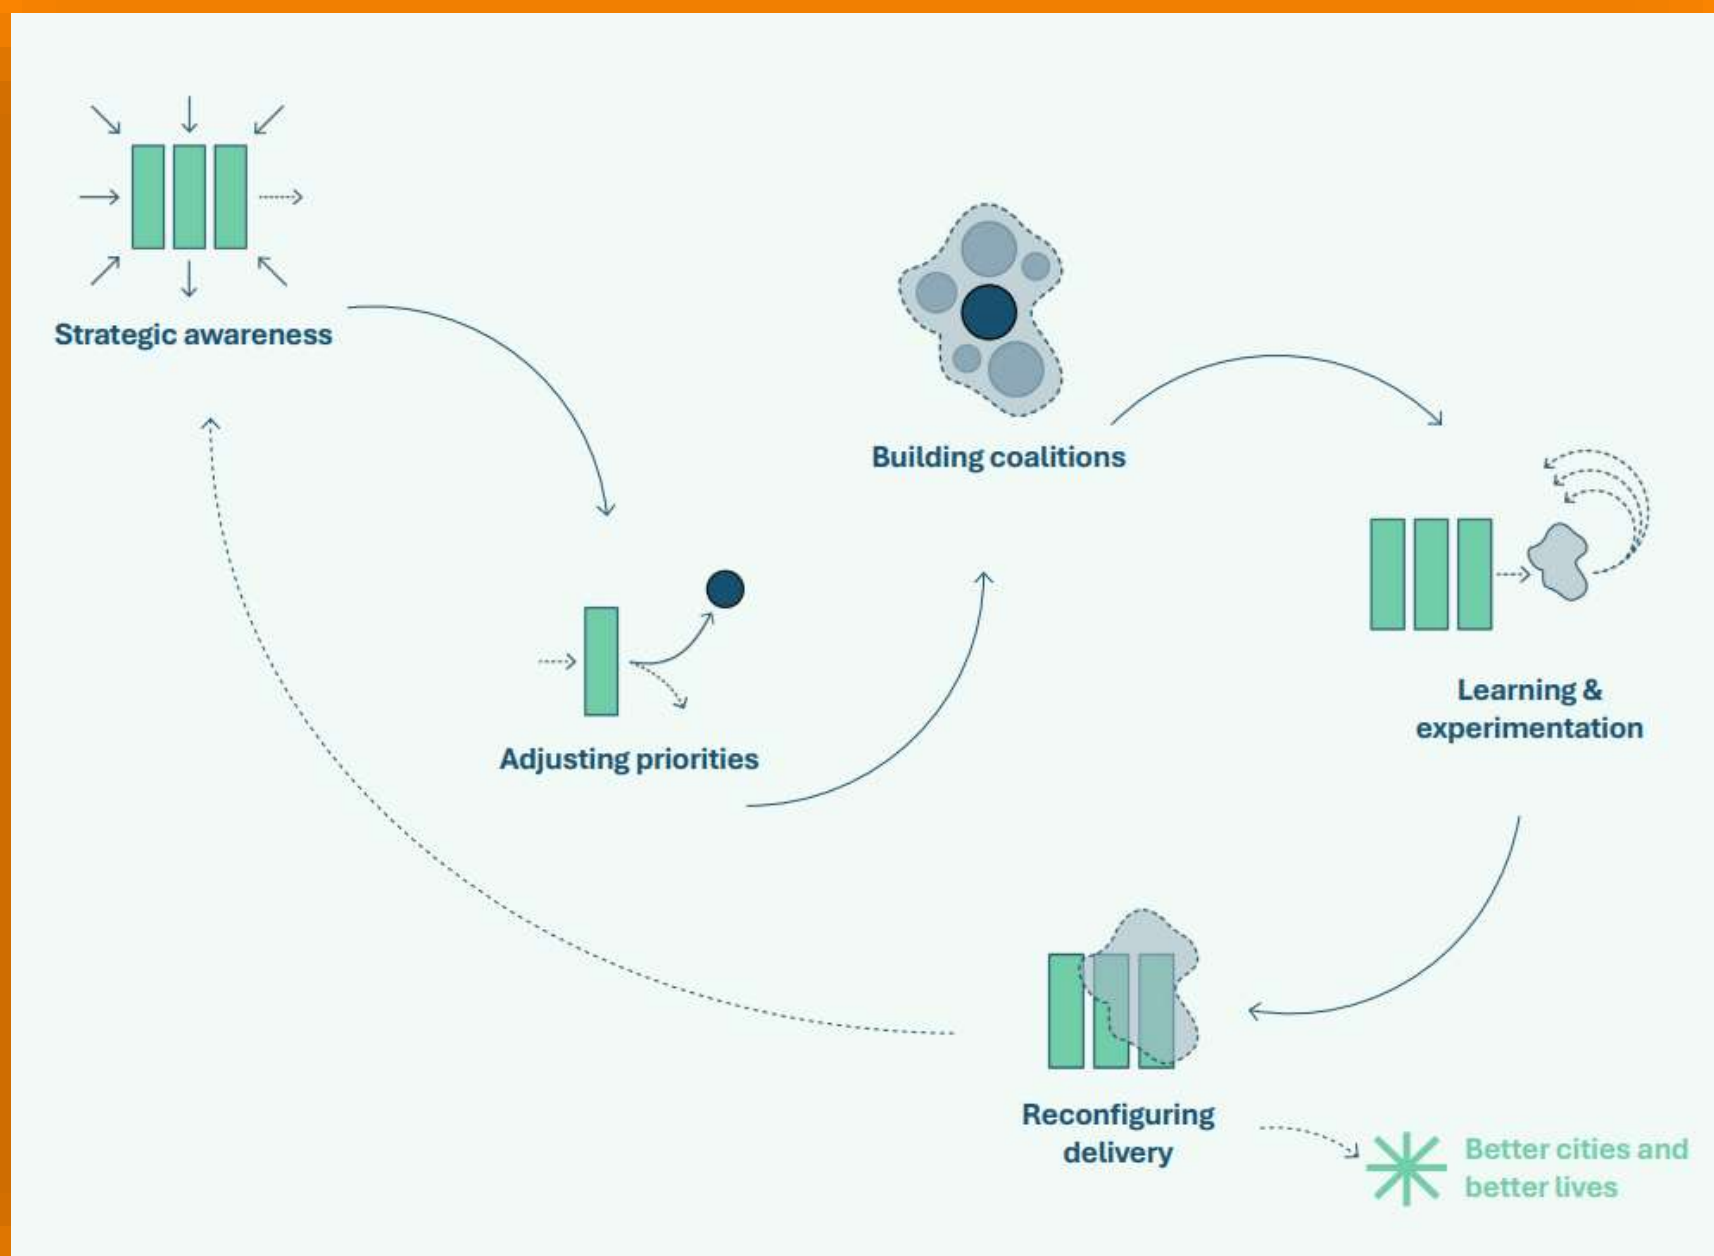 Strategic awareness
Building coalitions
Adjusting priorities
Learning &
experimentation
Reconfiguring
delivery
Better cities and
better lives